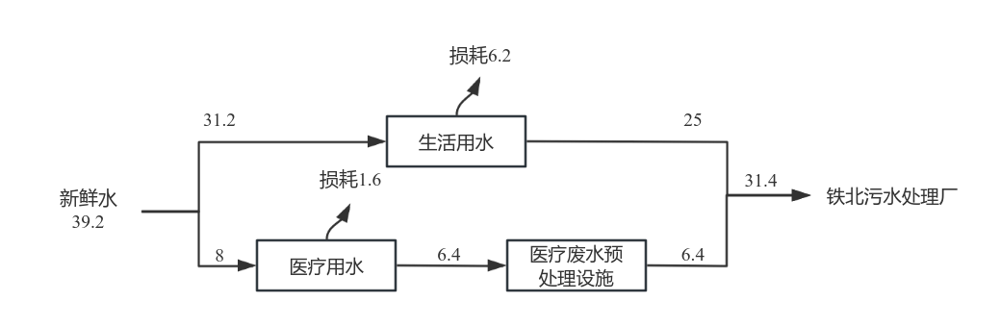 损耗6.2
31.2
25
生活用水
损耗1.6
31.4
新鲜水
39.2
铁北污水处理厂
8
医疗用水
6.4
医疗废水预
处理设施
6.4